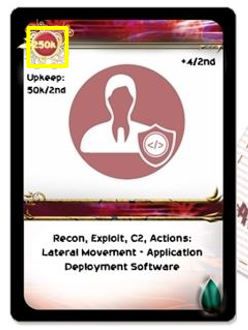 250k
+4/2nd
Upkeep:
50k/2nd
</>
Recon, Exploit, C2, Actions:
Lateral Movement - Application
Deployment Software